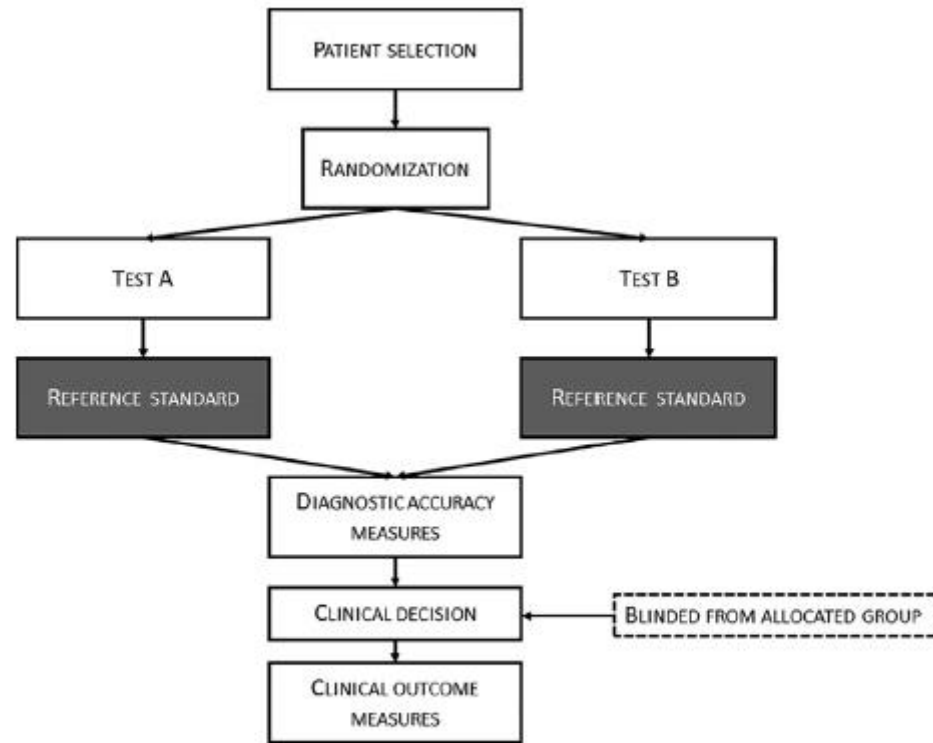 PATIENT SELECTION
RANDOMIZATION
TEST A
TEST B
REFERENCE STANDARD
REFERENCE STANDARD
DIAGNOSTIC ACCURACY
MEASURES
CLINICAL DECISION
BLINDED FROM ALLOCATED GROUP
CLINICAL OUTCOME
MEASURES